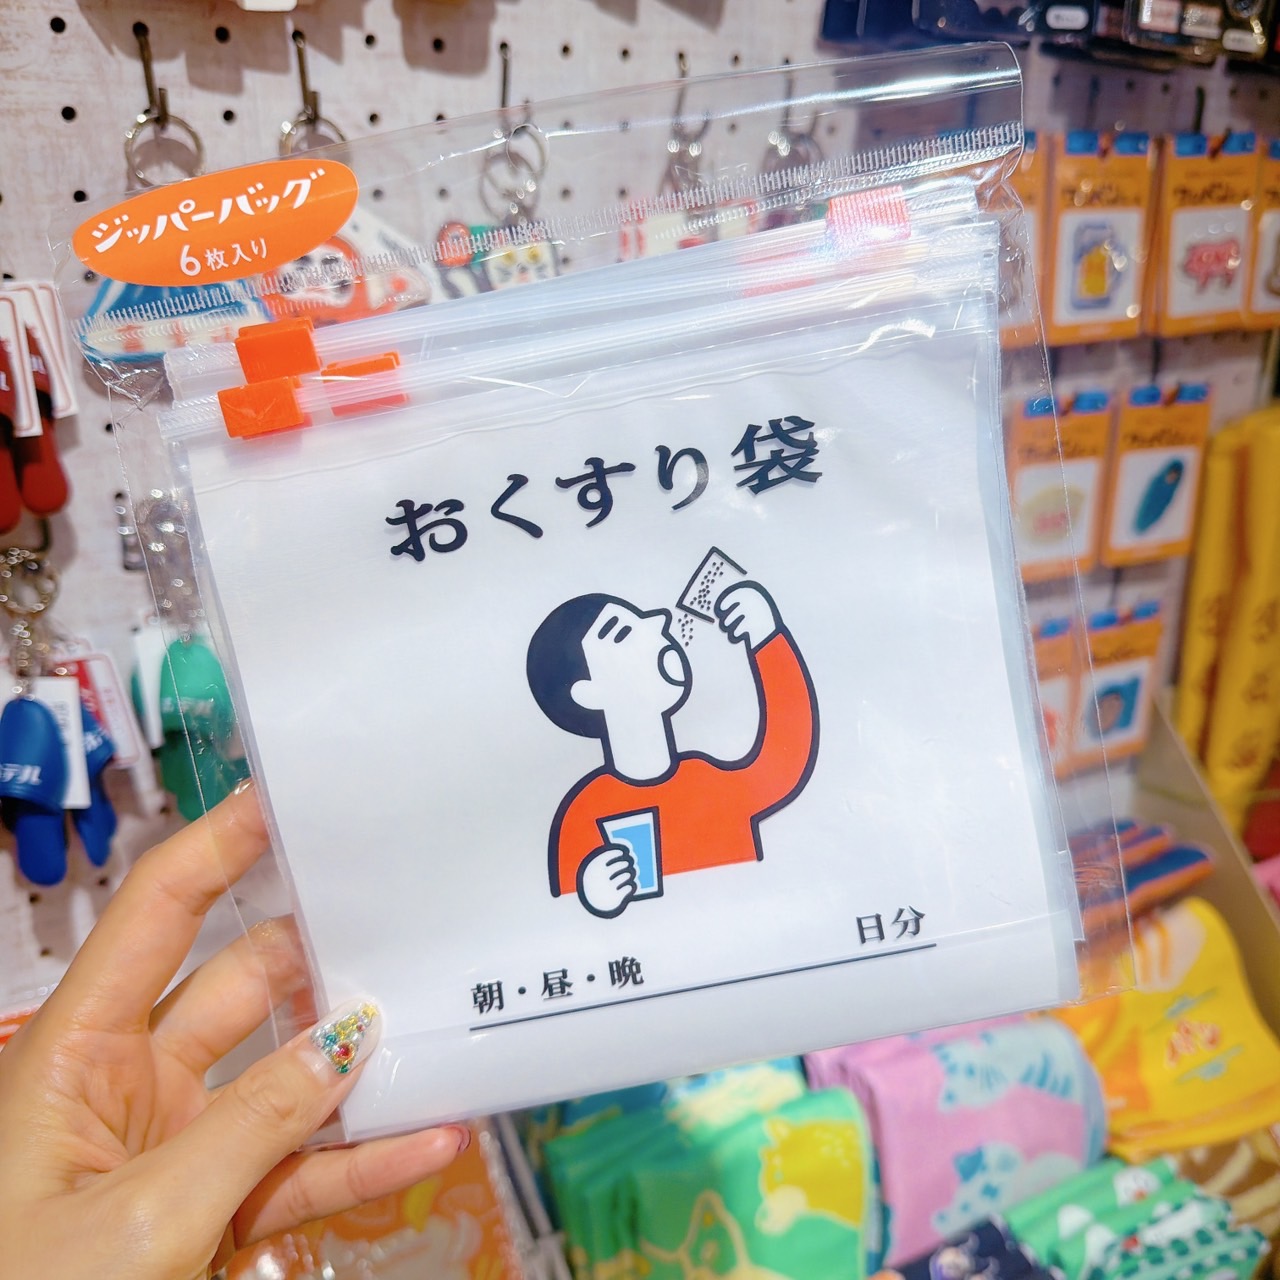 ジッパーバッグ
6枚入り
おくすり袋
朝・昼・晩 日分